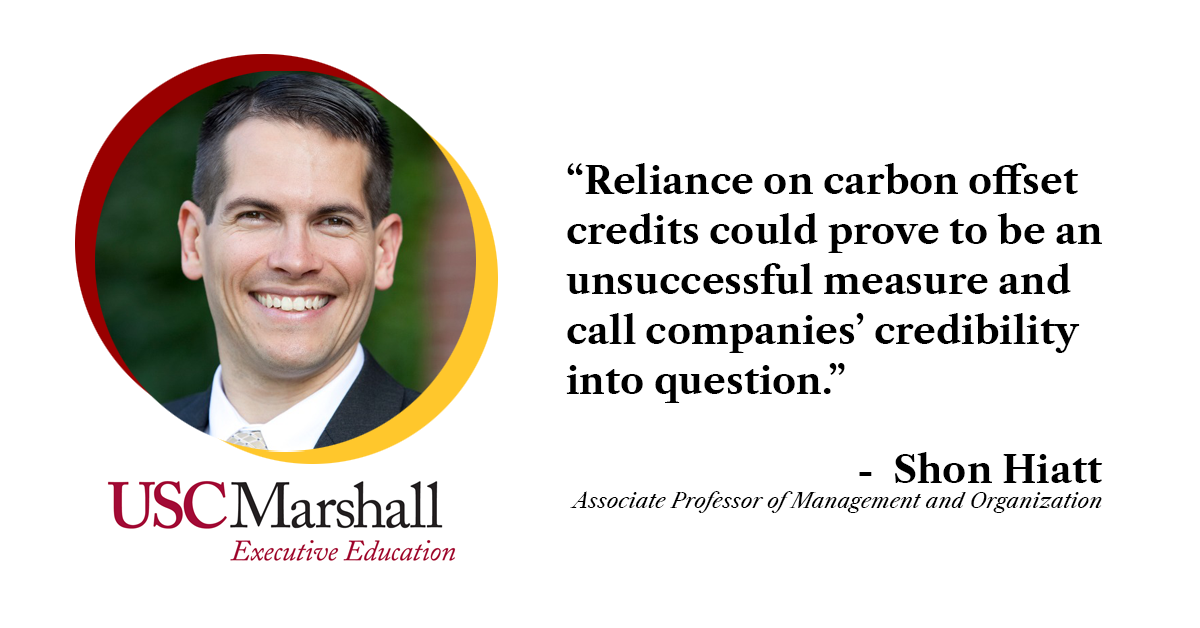 USC Marshall
Executive Education
“Reliance on carbon offset
credits could prove to be an
unsuccessful measure and
call companies’ credibility
into question.”
- Shon Hiatt
Associate Professor of Management and Organization